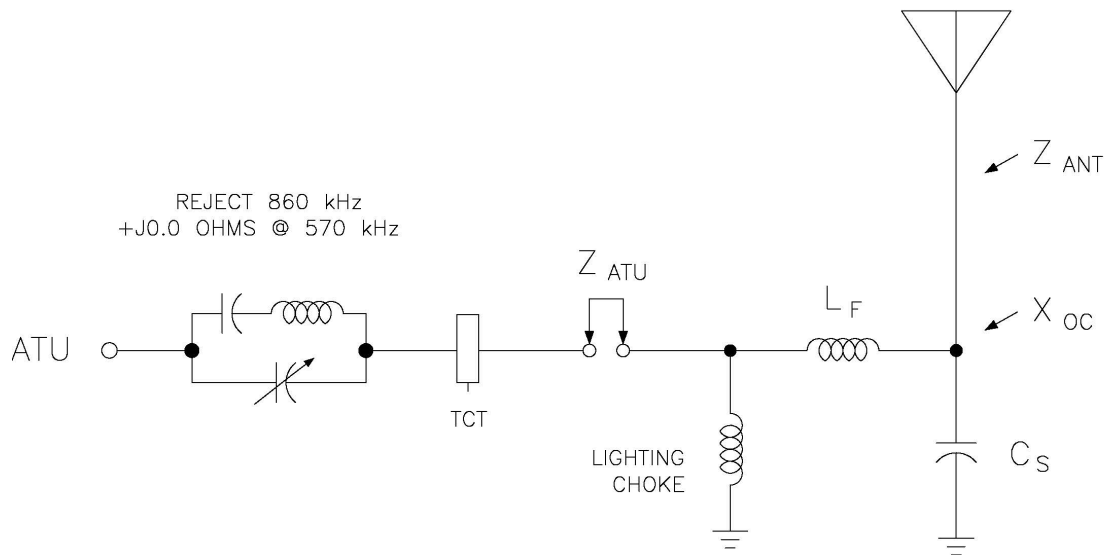 Z ANT
REJECT 860 kHz
+J0.0 OHMS @ 570 kHz
Z ATU
L F
X OC
ATU
TCT
LIGHTING
CHOKE
C S